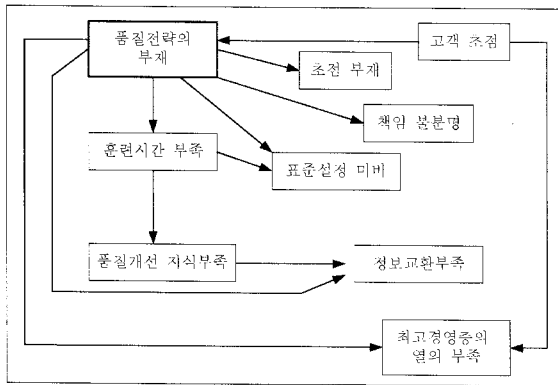 품질전략의
부재
고객 초점
초점 부재
책임 불분명
훈련시간 부족
표준설정 미비
품질개선 지식부족
정보교환부족
최고경영층의
열의 부족